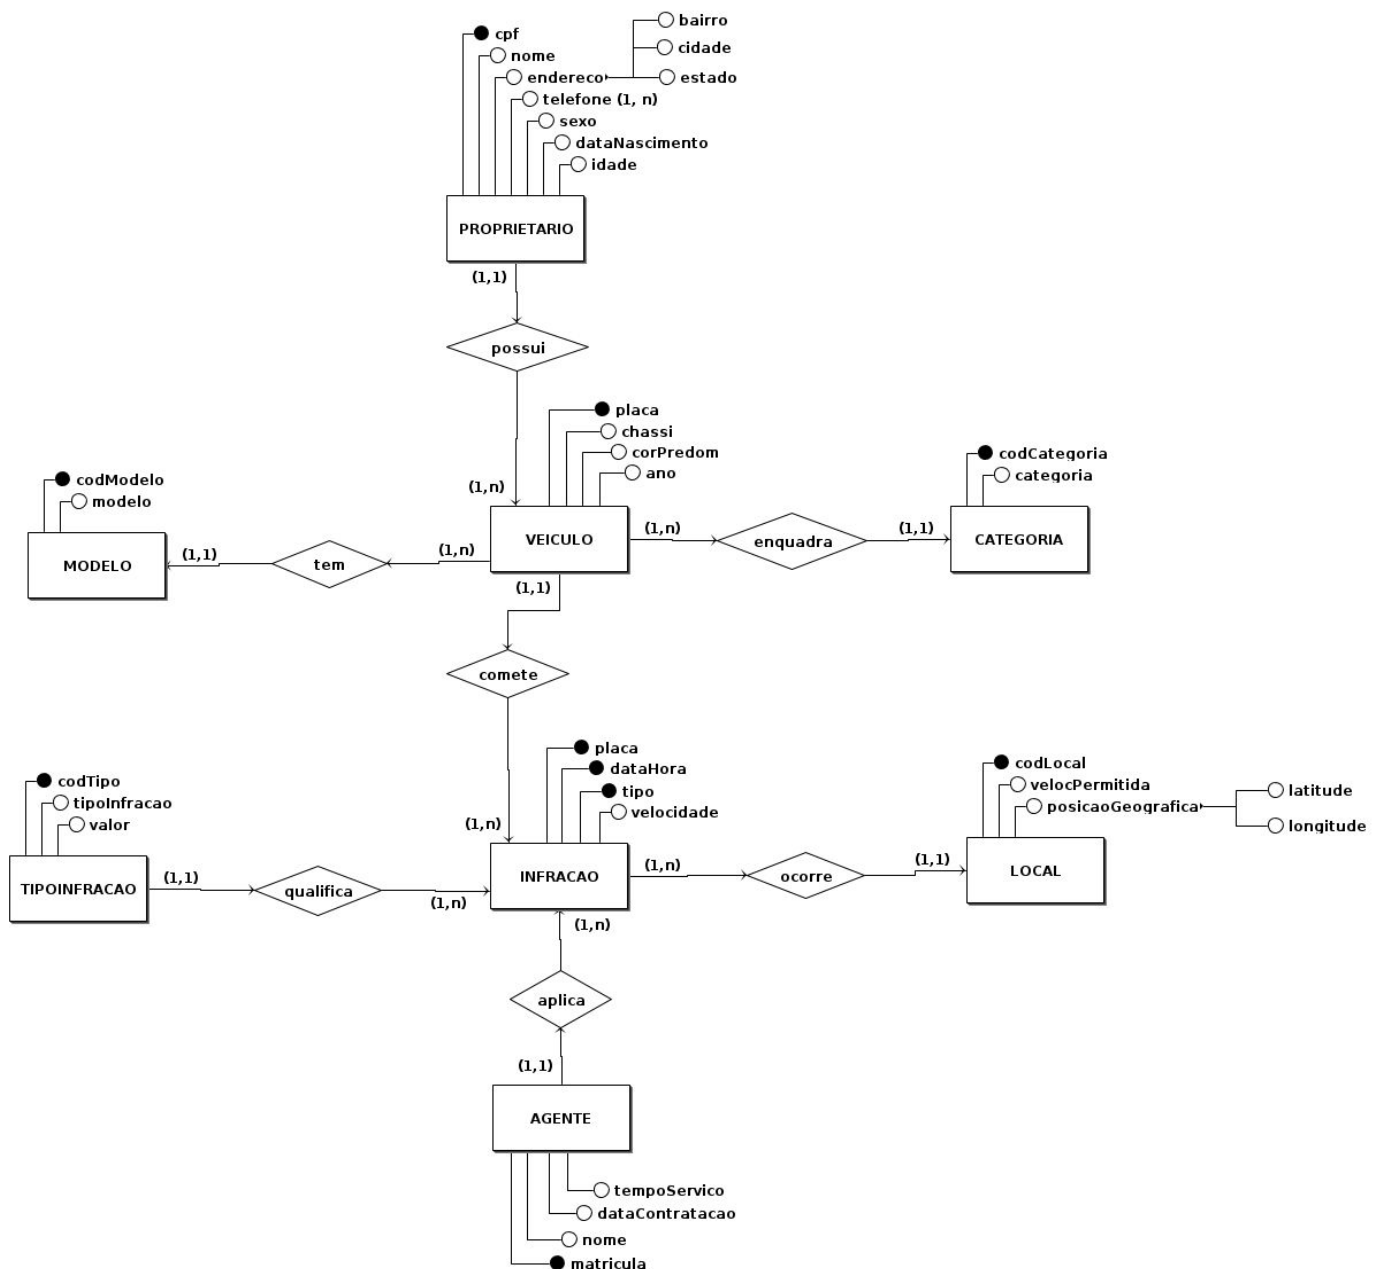 bairro
cpf
cidade
nome
endereco
estado
telefone (1, n)
sexo
dataNascimento
idade
PROPRIETARIO
(1,1)
possui
placa
chassi
corPredom
ano
(1,n)
codCategoria
categoria
codModelo
modelo
MODELO
(1,1)
tem
(1,n)
VEICULO
(1,n)
enquadra
(1,1)
CATEGORIA
(1,1)
comete
placa
dataHora
tipo
velocidade
(1,n)
codLocal
velocPermitida
posicaoGeografica
latitude
longitude
codTipo
tipoInfracao
valor
TIPOINFRACAO
(1,1)
qualifica
(1,n)
INFRACAO
(1,n)
ocorre
(1,1)
LOCAL
(1,n)
aplica
(1,1)
AGENTE
tempoServico
dataContratacao
nome
matricula